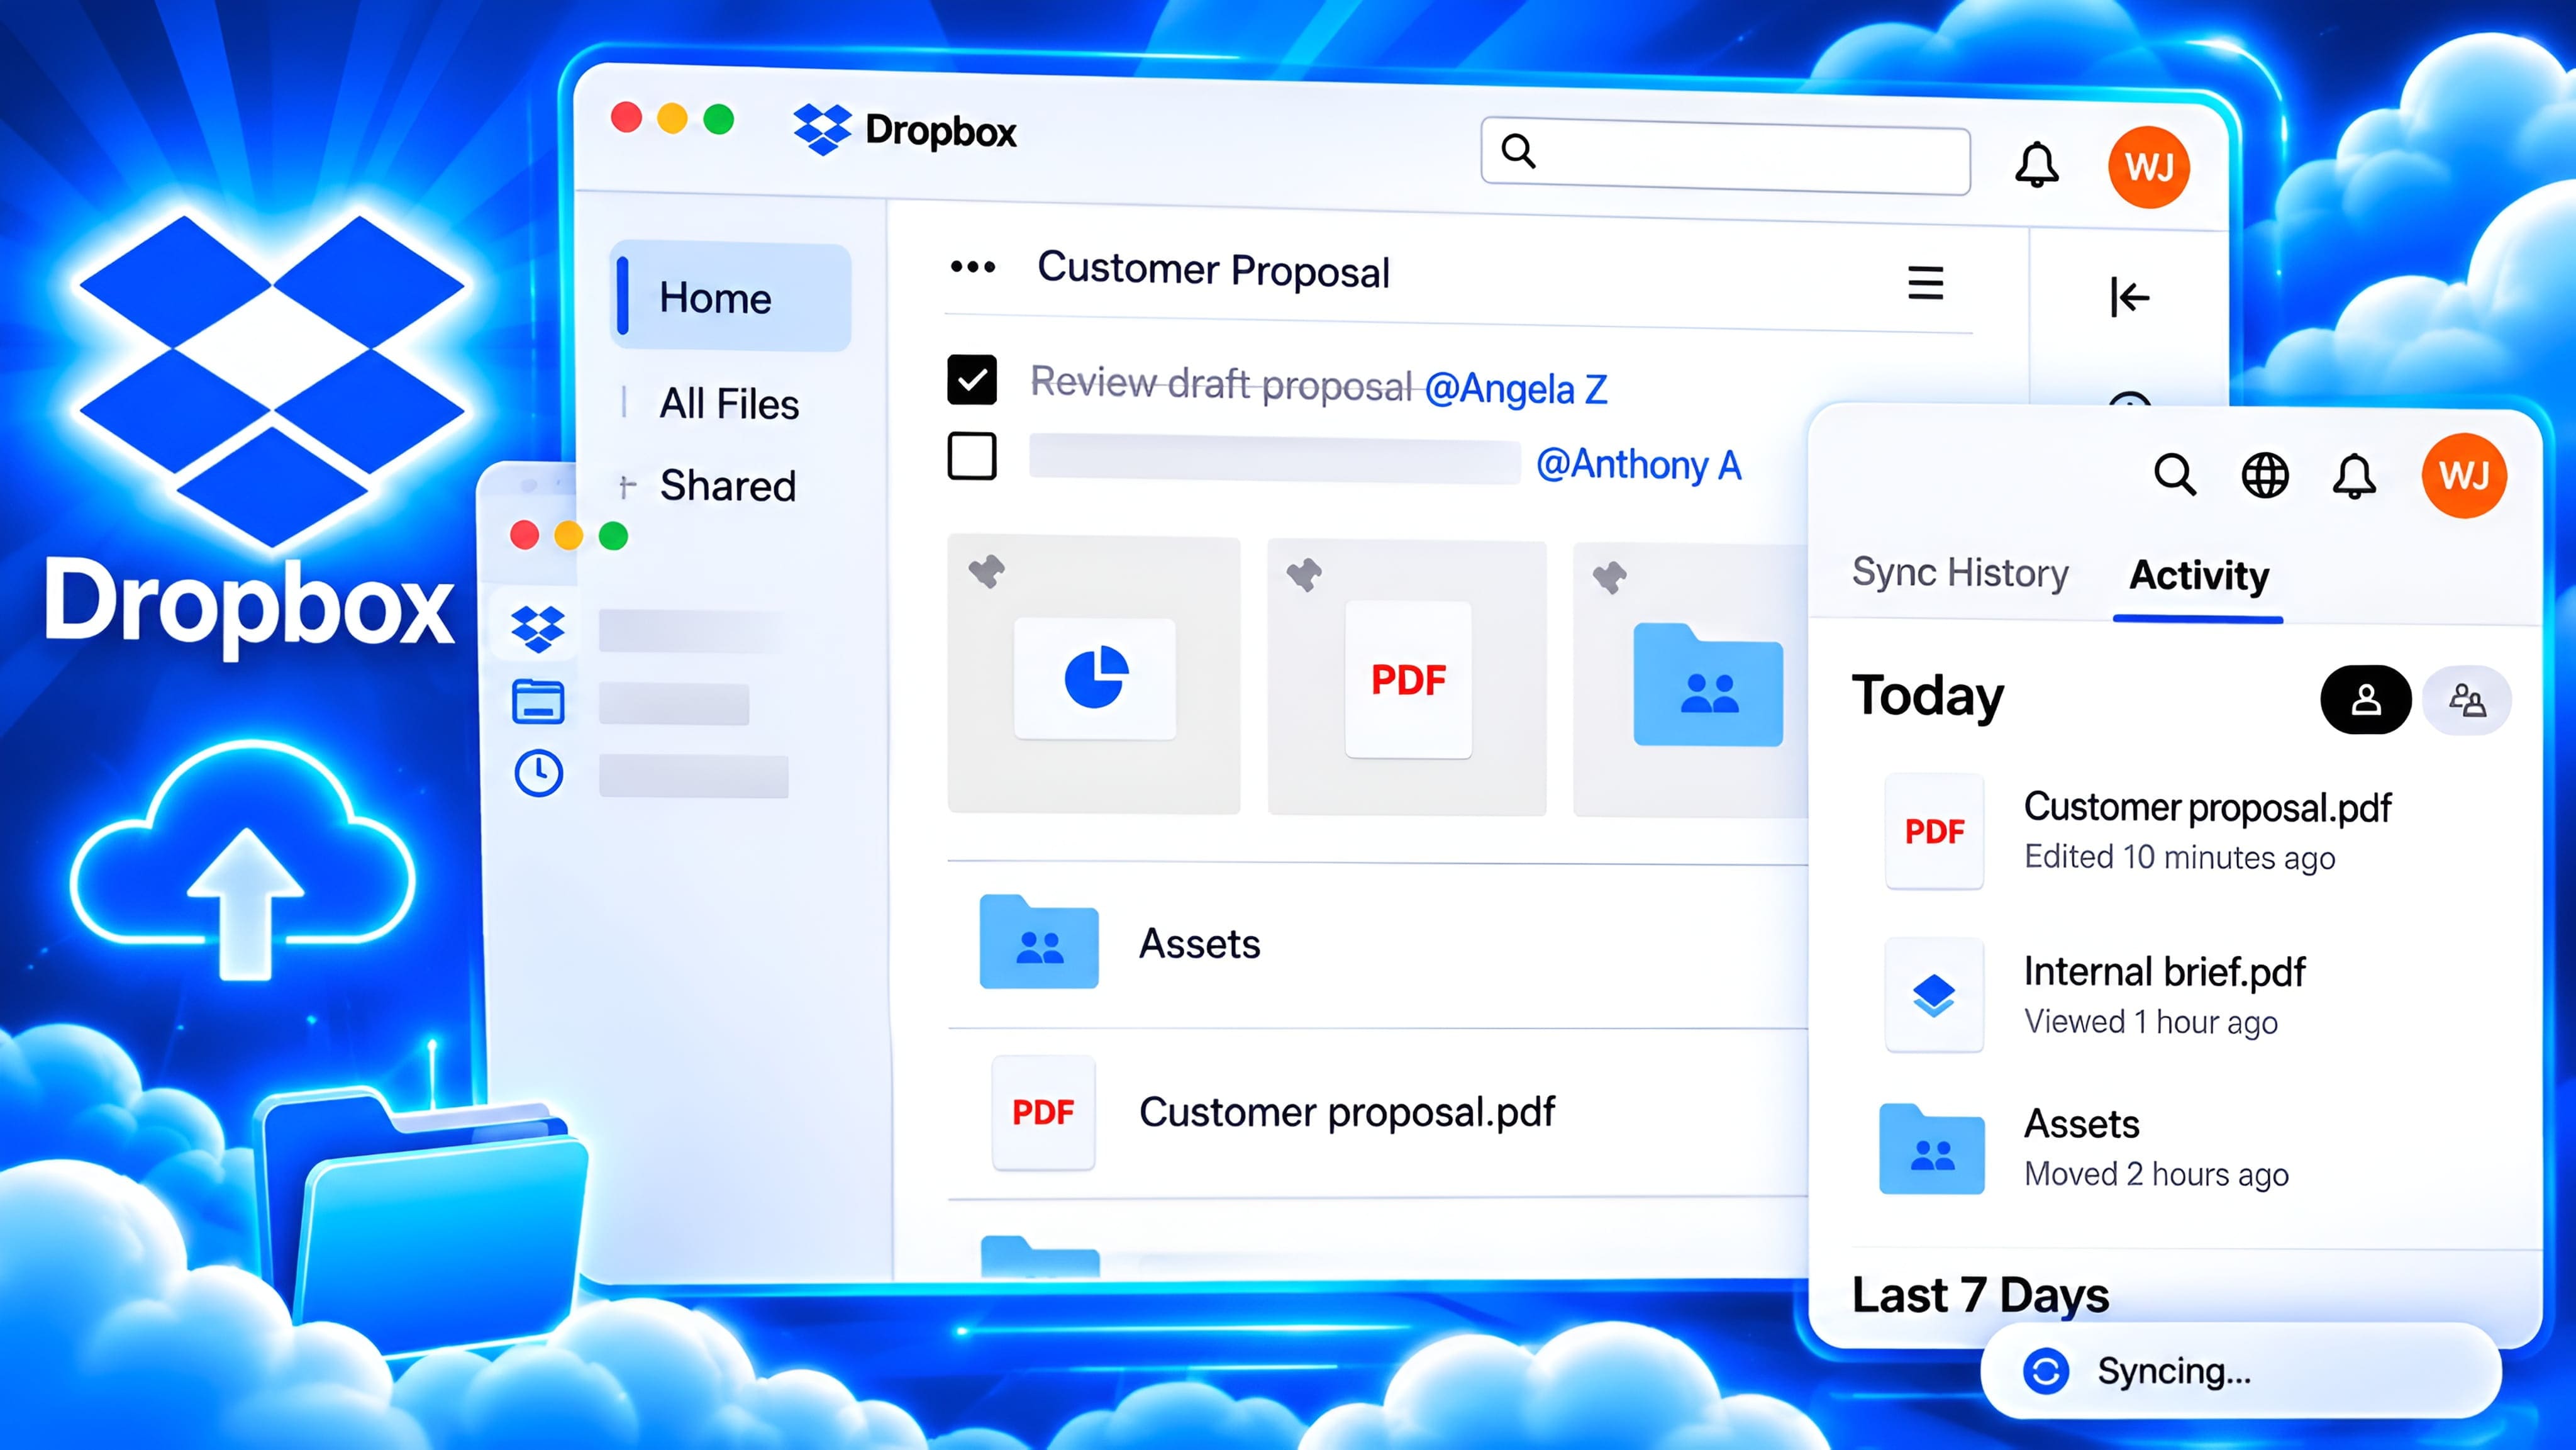 Dropbox
Dropbox
WJ
Home
All Files
Shared
Customer Proposal
Review draft proposal @Angela Z
@Anthony A
PDF
Assets
PDF
Customer proposal.pdf
WJ
Sync History
Activity
Today
PDF
Customer proposal.pdf
Edited 10 minutes ago
Internal brief.pdf
Viewed 1 hour ago
Assets
Moved 2 hours ago
Last 7 Days
Syncing...